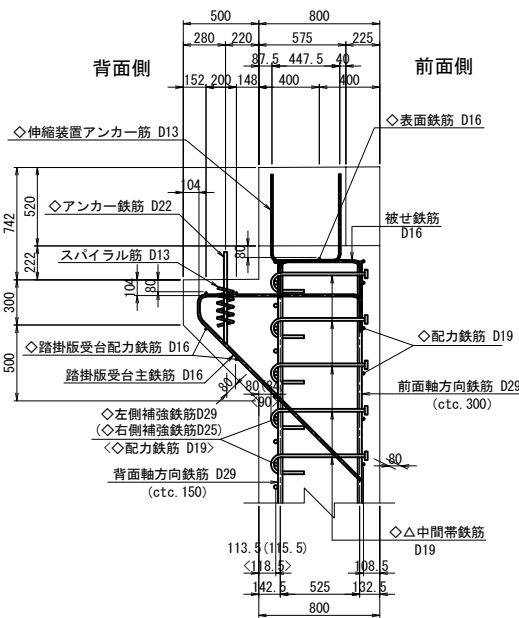 500 800
280 220 575 225
87.5 447.5 40
152 200 148 400 400
背面側
前面側
◇伸縮装置アンカー筋 D13
◇表面鉄筋 D16
104
742
520
222
300
500
◇アンカー鉄筋 D22
被せ鉄筋
D16
80
スパイラル筋 D13
104
80
◇踏掛版受台配力鉄筋 D16
◇配力鉄筋 D19
踏掛版受台主鉄筋 D16
80
<90>
前面軸方向鉄筋 D29
(ctc.300)
◇左側補強鉄筋D29
(◇右側補強鉄筋D25)
<◇配力鉄筋 D19>
80
背面軸方向鉄筋 D29
(ctc.150)
◇△中間帯鉄筋
D19
113.5(115.5)
<118.5> 108.5
142.5 525 132.5
800